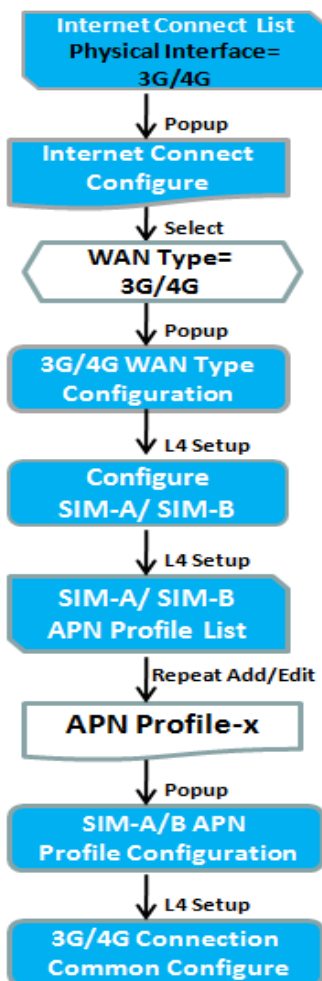 Internet Connect List
Physical Interface=
3G/4G
Popup
Internet Connect
Configure
Select
WAN Type=
3G/4G
Popup
3G/4G WAN Type
Configuration
L4 Setup
Configure
SIM-A/ SIM-B
L4 Setup
SIM-A/ SIM-B
APN Profile List
Repeat Add/Edit
APN Profile-x
Popup
SIM-A/B APN
Profile Configuration
L4 Setup
3G/4G Connection
Common Configure